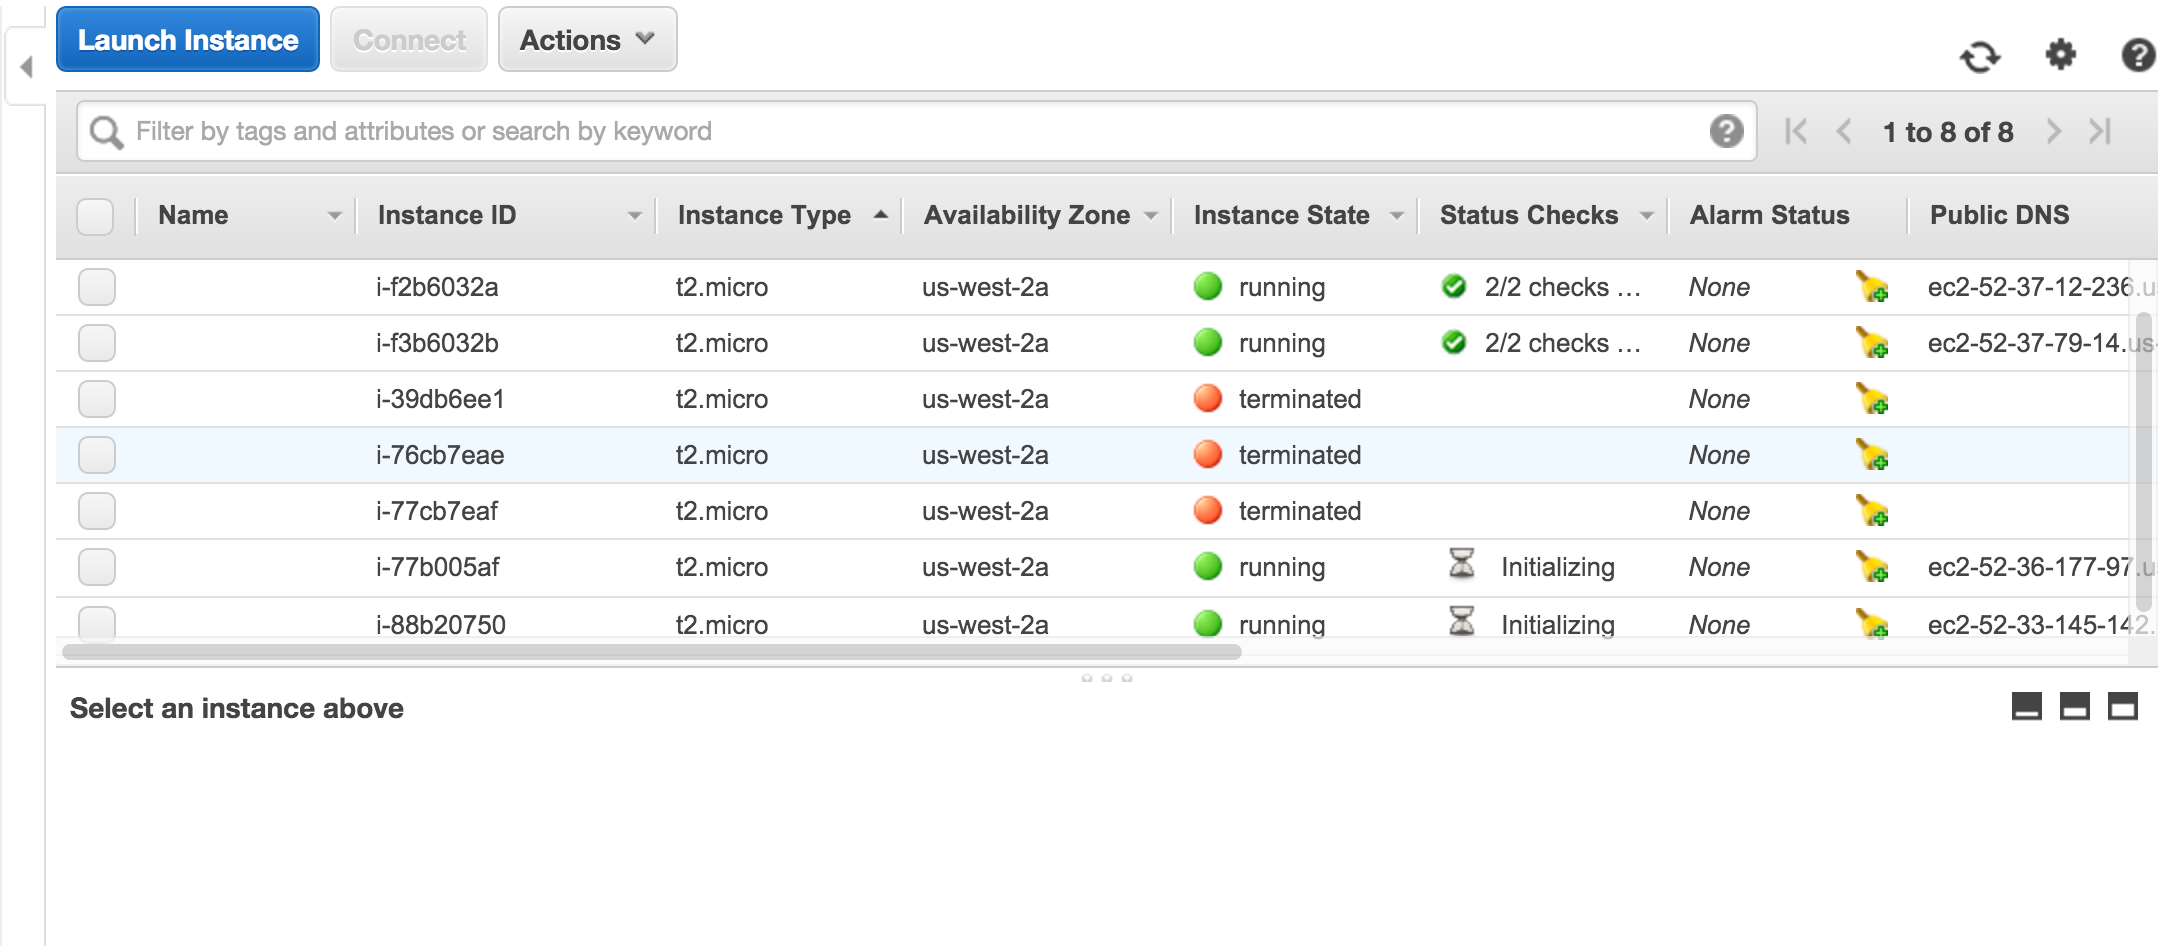 Launch Instance Connect Actions
Filter by tags and attributes or search by keyword 1 to 8 of 8
Name Instance ID Instance Type Availability Zone Instance State Status Checks Alarm Status Public DNS
i-f2b6032a t2.micro us-west-2a running 2/2 checks … None ec2-52-37-12-236.u
i-f3b6032b t2.micro us-west-2a running 2/2 checks … None ec2-52-37-79-14.us-
i-39db6ee1 t2.micro us-west-2a terminated None
i-76cb7eae t2.micro us-west-2a terminated None
i-77cb7eaf t2.micro us-west-2a terminated None
i-77b005af t2.micro us-west-2a running Initializing None ec2-52-36-177-97.u
i-88b20750 t2.micro us-west-2a running Initializing None ec2-52-33-145-142.
Select an instance above